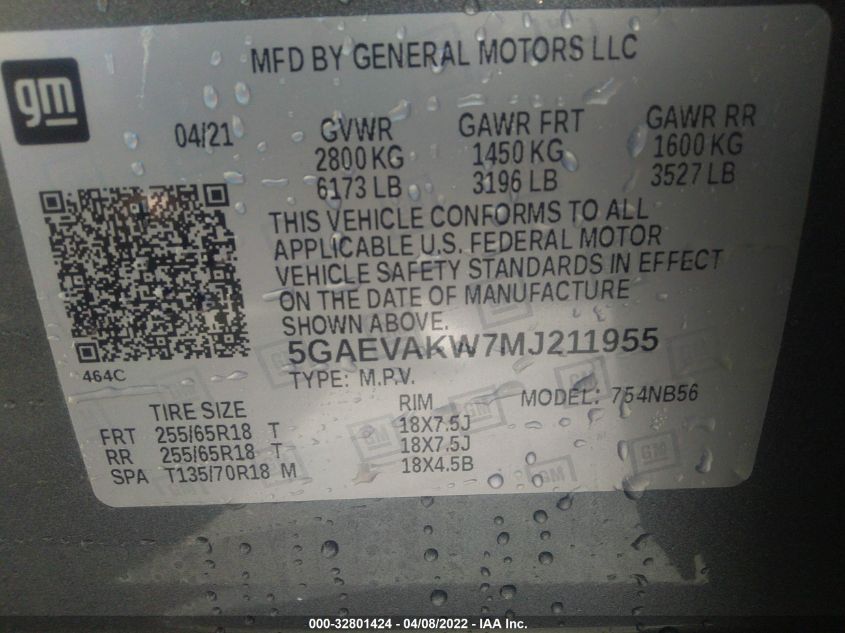 MFD BY GENERAL MOTORS LLC
gm
04/21 GVWR GAWR FRT GAWR RR
2800 KG 1450 KG 1600 KG
6173 LB 3196 LB 3527 LB
THIS VEHICLE CONFORMS TO ALL
APPLICABLE U.S. FEDERAL MOTOR
VEHICLE SAFETY STANDARDS IN EFFECT
ON THE DATE OF MANUFACTURE
SHOWN ABOVE.
5GAEVAKW7MJ211955
464C
TYPE: M.P.V. MODEL: 754NB56
TIRE SIZE RIM
FRT 255/65R18 T 18X7.5J
RR 255/65R18 T 18X7.5J
SPA T135/70R18 M 18X4.5B
GM
GM
GM
000-32801424 - 04/08/2022 - IAA Inc.